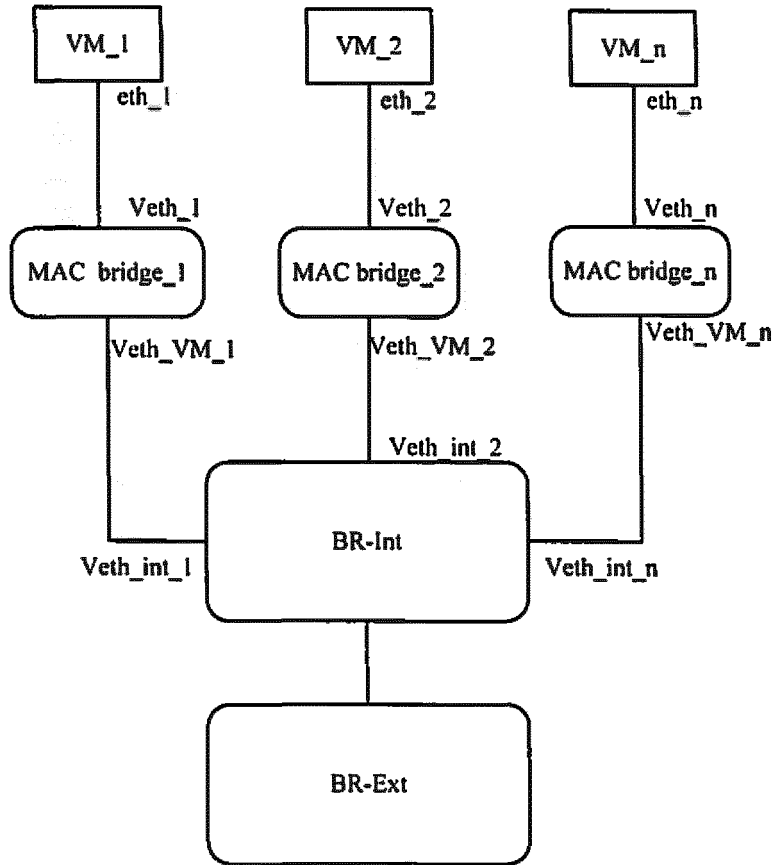 VM_1
VM_2
VM_n
eth_1
eth_2
eth_n
Veth_1
Veth_2
Veth_n
MAC bridge_1
MAC bridge_2
MAC bridge_n
Veth_VM_1
Veth_VM_2
Veth_VM_n
Veth_int_2
BR-Int
Veth_int_1
Veth_int_n
BR-Ext